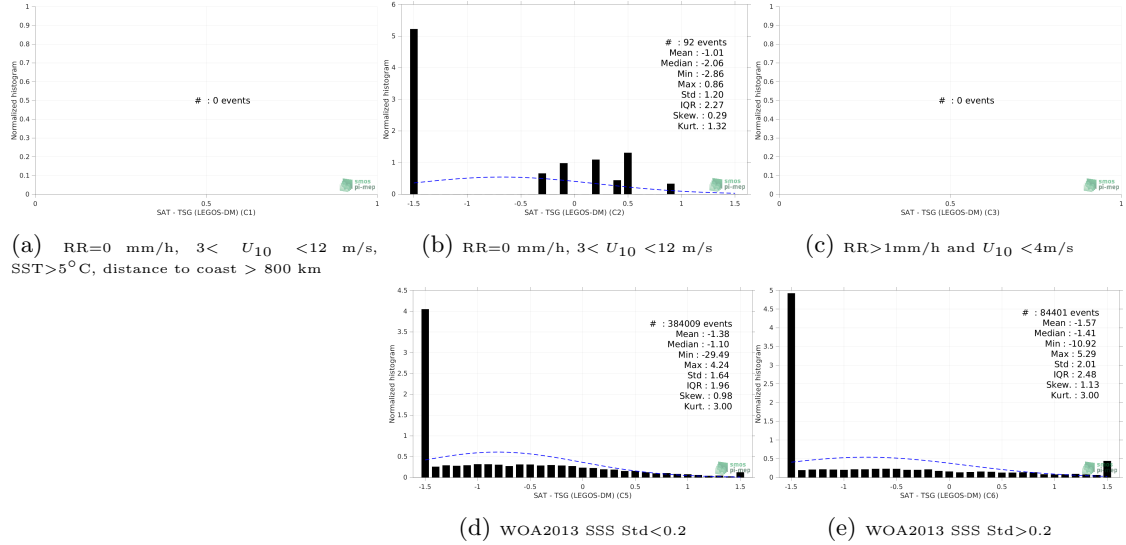 1
0.9
0.8
0.7
0.6
0.5
0.4
0.3
0.2
0.1
0
Normalized histogram
# : 0 events
smos
pi-mep
0 0.5 1
SAT - TSG (LEGOS-DM) (C1)
(a) RR=0 mm/h, 3< U10 <12 m/s,
SST>5°C, distance to coast > 800 km
6
5
4
3
2
1
0
Normalized histogram
# : 92 events
Mean : -1.01
Median : -2.06
Min : -2.86
Max : 0.86
Std : 1.20
IQR : 2.27
Skew. : 0.29
Kurt. : 1.32
smos
pi-mep
-1.5 -1 -0.5 0 0.5 1 1.5
SAT - TSG (LEGOS-DM) (C2)
(b) RR=0 mm/h, 3< U10 <12 m/s
1
0.9
0.8
0.7
0.6
0.5
0.4
0.3
0.2
0.1
0
Normalized histogram
# : 0 events
smos
pi-mep
0 0.5 1
SAT - TSG (LEGOS-DM) (C3)
(c) RR>1mm/h and U10 <4m/s
4.5
4
3.5
3
2.5
2
1.5
1
0.5
0
Normalized histogram
# : 384009 events
Mean : -1.38
Median : -1.10
Min : -29.49
Max : 4.24
Std : 1.64
IQR : 1.96
Skew. : 0.98
Kurt. : 3.00
smos
pi-mep
-1.5 -1 -0.5 0 0.5 1 1.5
SAT - TSG (LEGOS-DM) (C5)
(d) WOA2013 SSS Std<0.2
5
4.5
4
3.5
3
2.5
2
1.5
1
0.5
0
Normalized histogram
# : 84401 events
Mean : -1.57
Median : -1.41
Min : -10.92
Max : 5.29
Std : 2.01
IQR : 2.48
Skew. : 1.13
Kurt. : 3.00
smos
pi-mep
-1.5 -1 -0.5 0 0.5 1 1.5
SAT - TSG (LEGOS-DM) (C6)
(e) WOA2013 SSS Std>0.2